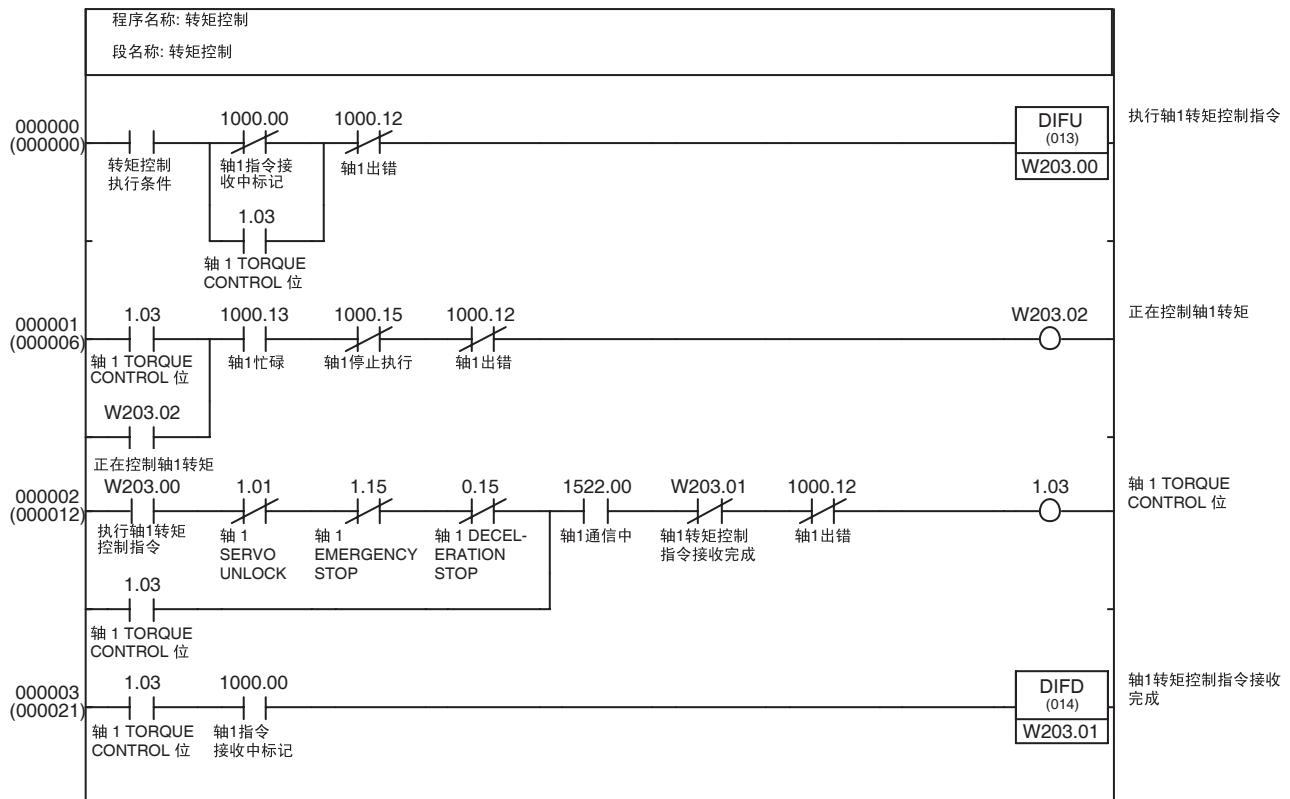 程序名称: 转矩控制
段名称: 转矩控制
000000
(000000)
1000.00
1000.12
DIFU
(013)
W203.00
执行轴1转矩控制指令
转矩控制
执行条件
轴1指令接
收中标记
轴1出错
1.03
轴 1 TORQUE
CONTROL 位
000001
(000006)
1.03
1000.13
1000.15
1000.12
W203.02
正在控制轴1转矩
轴 1 TORQUE
CONTROL 位
轴1忙碌
轴1停止执行
轴1出错
W203.02
正在控制轴1转矩
000002
(000012)
W203.00
1.01
1.15
0.15
1522.00
W203.01
1000.12
1.03
轴 1 TORQUE
CONTROL 位
执行轴1转矩
控制指令
轴 1
SERVO
UNLOCK
轴 1
EMERGENCY
STOP
轴 1 DECEL-
ERATION
STOP
轴1通信中
轴1转矩控制
指令接收完成
轴1出错
1.03
轴 1 TORQUE
CONTROL 位
000003
(000021)
1.03
1000.00
DIFD
(014)
W203.01
轴1转矩控制指令接收
完成
轴 1 TORQUE
CONTROL 位
轴1指令
接收中标记